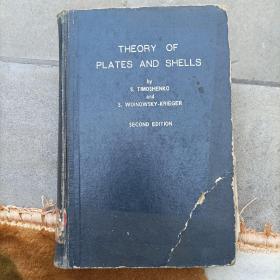 THEORY OF
PLATES AND SHELLS
by
S. TIMOSHENKO
and
S. WOINOWSKY-KRIEGER
SECOND EDITION